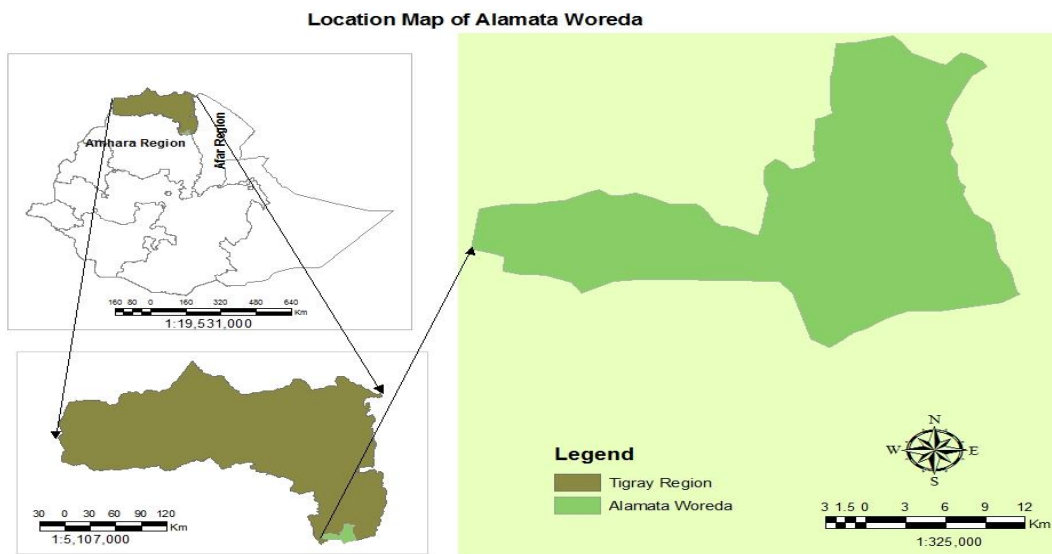 Location Map of Alamata Woreda
Amhara Region
Afar Region
160 80 0 160 320 480 640
Km
1:19,531,000
30 0 30 60 90 120
Km
1:5,107,000
Legend
Tigray Region
Alamata Woreda
N
W E
S
3 1.5 0 3 6 9 12
Km
1:325,000